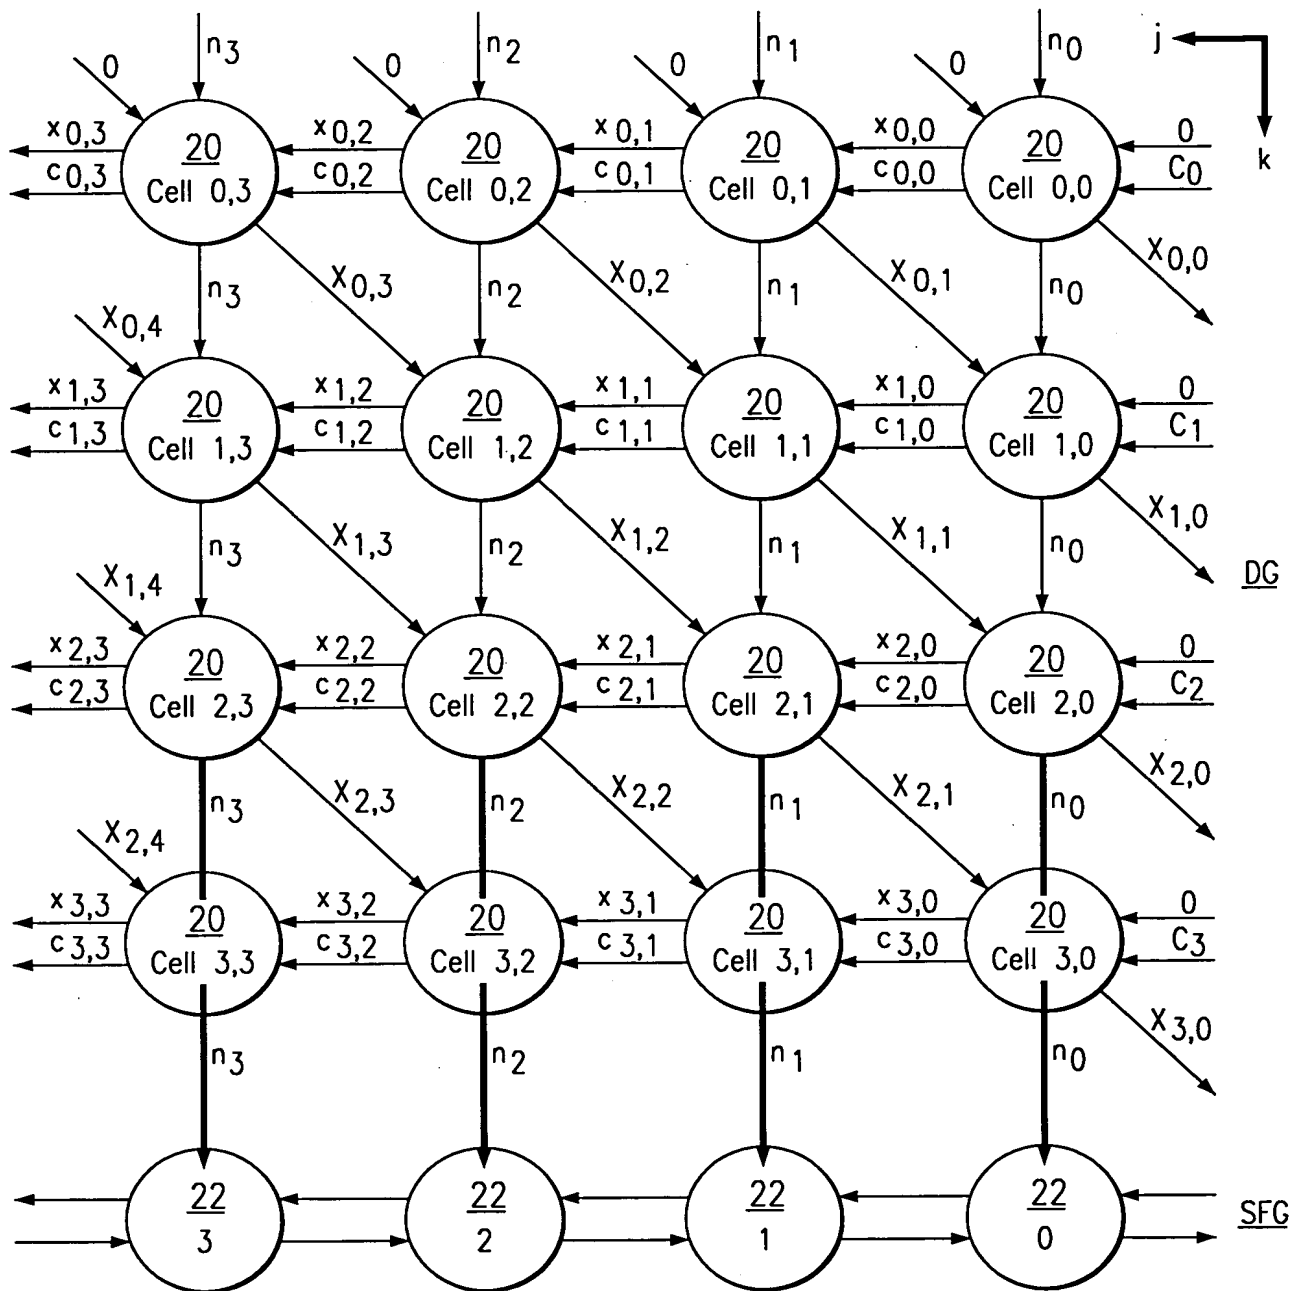 n3 n2 n1 n0 j
0 0 0 0
k
x0,3 x0,2 x0,1 x0,0 0
20 20 20 20
c0,3 c0,2 c0,1 c0,0 C0
Cell 0,3 Cell 0,2 Cell 0,1 Cell 0,0
X0,3 X0,2 X0,1 X0,0
n3 n2 n1 n0
X0,4
x1,3 x1,2 x1,1 x1,0 0
20 20 20 20
c1,3 c1,2 c1,1 c1,0 C1
Cell 1,3 Cell 1,2 Cell 1,1 Cell 1,0
X1,3 X1,2 X1,1 X1,0
n3 n2 n1 n0
X1,4 DG
x2,3 x2,2 x2,1 x2,0 0
20 20 20 20
c2,3 c2,2 c2,1 c2,0 C2
Cell 2,3 Cell 2,2 Cell 2,1 Cell 2,0
X2,3 X2,2 X2,1 X2,0
n3 n2 n1 n0
X2,4
x3,3 x3,2 x3,1 x3,0 0
20 20 20 20
c3,3 c3,2 c3,1 c3,0 C3
Cell 3,3 Cell 3,2 Cell 3,1 Cell 3,0
X3,0
n3 n2 n1 n0
22 22 22 22 SFG
3 2 1 0